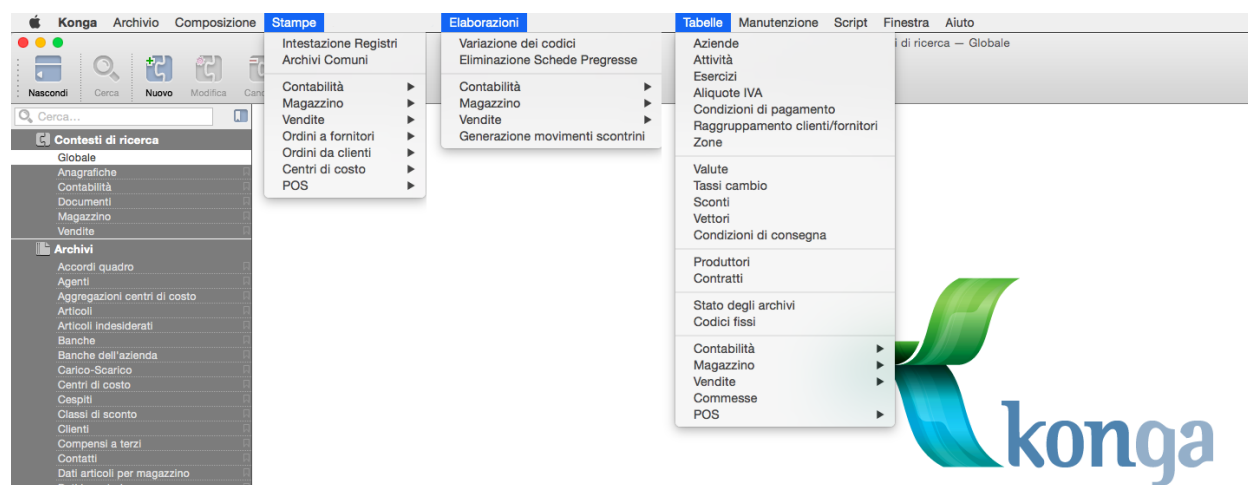 Konga Archivio Composizione Stampe Elaborazioni Tabelle Manutenzione Script Finestra Aiuto
i di ricerca — Globale
Nascondi Cerca Nuovo Modifica Canc
Cerca...
Contesti di ricerca
Globale
Anagrafiche
Contabilità
Documenti
Magazzino
Vendite
Archivi
Accordi quadro
Agenti
Aggregazioni centri di costo
Articoli
Articoli indesiderati
Banche
Banche dell'azienda
Carico-Scarico
Centri di costo
Cespiti
Classi di sconto
Clienti
Compensi a terzi
Contatti
Dati articoli per magazzino
Intestazione Registri
Archivi Comuni
Contabilità
Magazzino
Vendite
Ordini a fornitori
Ordini da clienti
Centri di costo
POS
Variazione dei codici
Eliminazione Schede Pregresse
Contabilità
Magazzino
Vendite
Generazione movimenti scontrini
Aziende
Attività
Esercizi
Aliquote IVA
Condizioni di pagamento
Raggruppamento clienti/fornitori
Zone
Valute
Tassi cambio
Sconti
Vettori
Condizioni di consegna
Produttori
Contratti
Stato degli archivi
Codici fissi
Contabilità
Magazzino
Vendite
Commesse
POS
konga